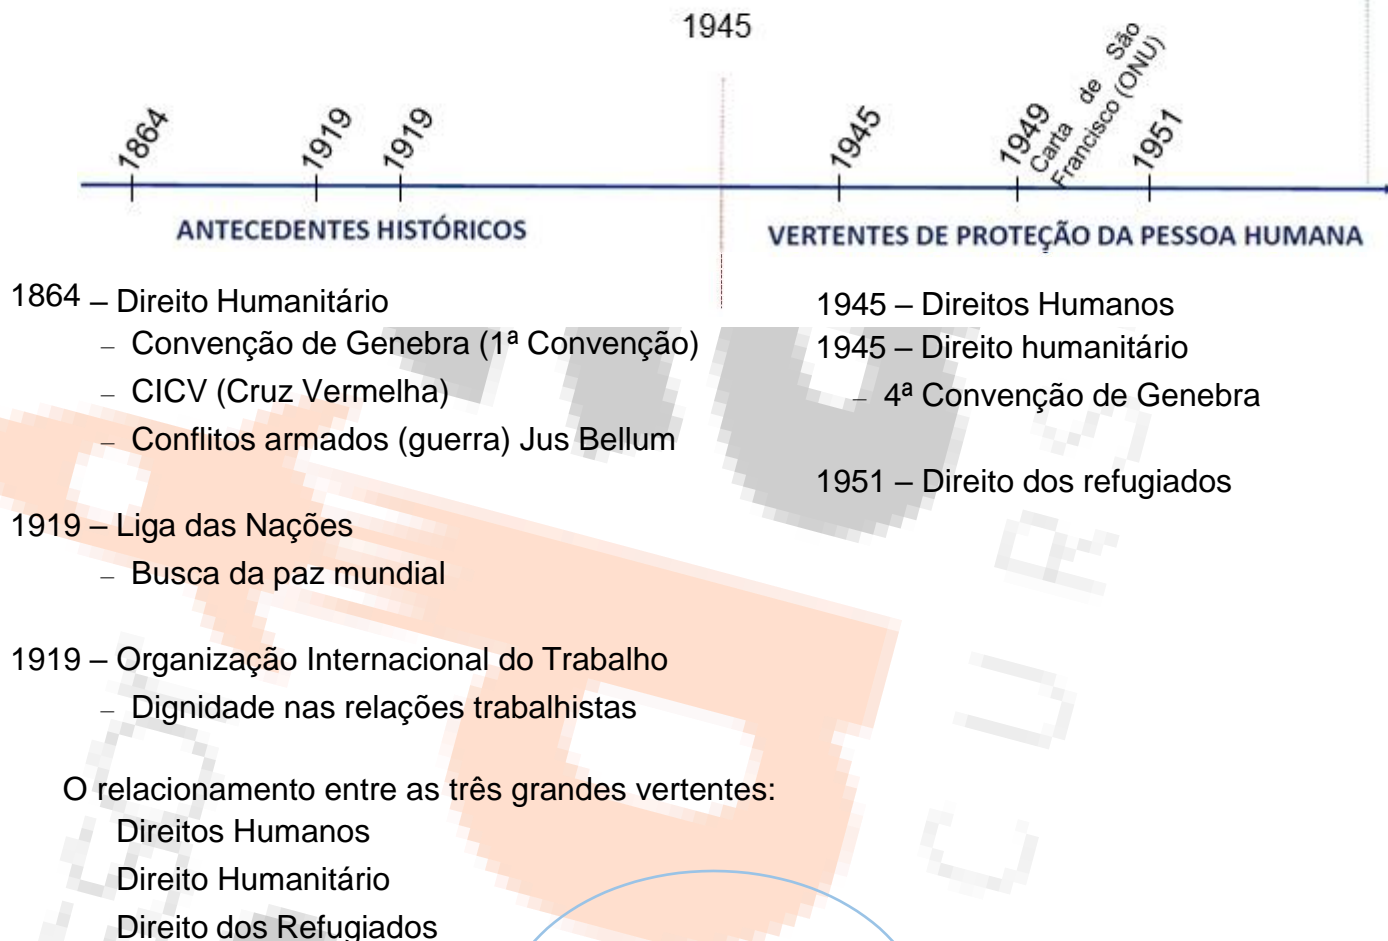 1945
1864
1919
1919
1945
1949
Carta de São
Francisco (ONU)
1951
ANTECEDENTES HISTÓRICOS
VERTENTES DE PROTEÇÃO DA PESSOA HUMANA
1864 – Direito Humanitário
– Convenção de Genebra (1ª Convenção)
– CICV (Cruz Vermelha)
– Conflitos armados (guerra) Jus Bellum
1919 – Liga das Nações
– Busca da paz mundial
1919 – Organização Internacional do Trabalho
– Dignidade nas relações trabalhistas
1945 – Direitos Humanos
1945 – Direito humanitário
– 4ª Convenção de Genebra
1951 – Direito dos refugiados
O relacionamento entre as três grandes vertentes:
Direitos Humanos
Direito Humanitário
Direito dos Refugiados